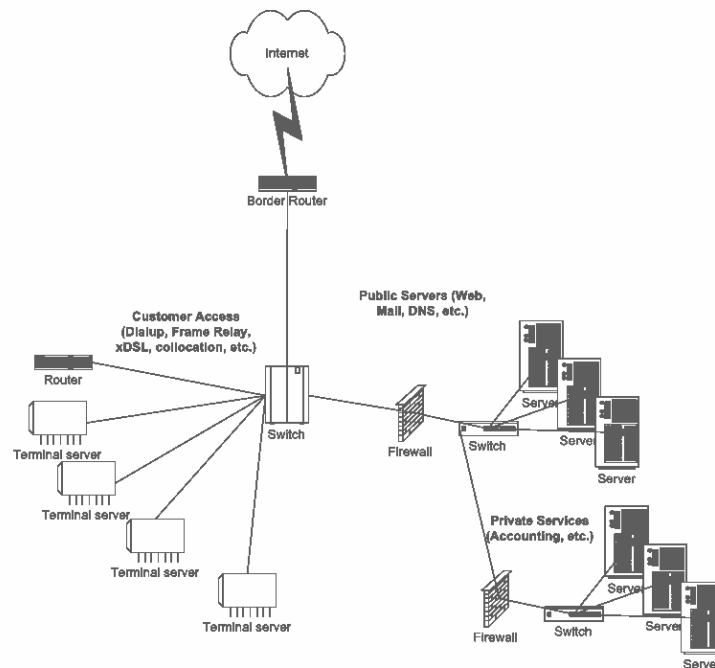 Internet
Border Router
Public Servers (Web,
Mail, DNS, etc.)
Customer Access
(Dialup, Frame Relay,
xDSL, collocation, etc.)
Router
Terminal server
Terminal server
Terminal server
Terminal server
Switch
Firewall
Switch
Server
Server
Server
Private Services
(Accounting, etc.)
Firewall
Switch
Server
Server
Server